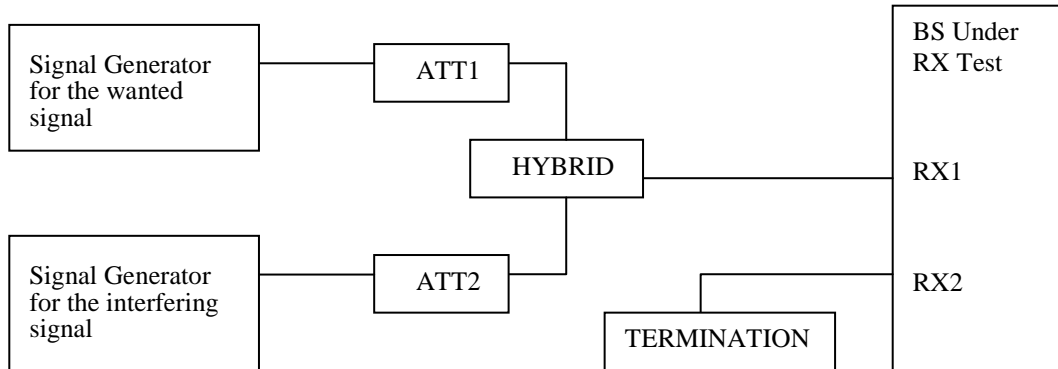 Signal Generator
for the wanted
signal
ATT1
HYBRID
Signal Generator
for the interfering
signal
ATT2
TERMINATION
BS Under
RX Test
RX1
RX2